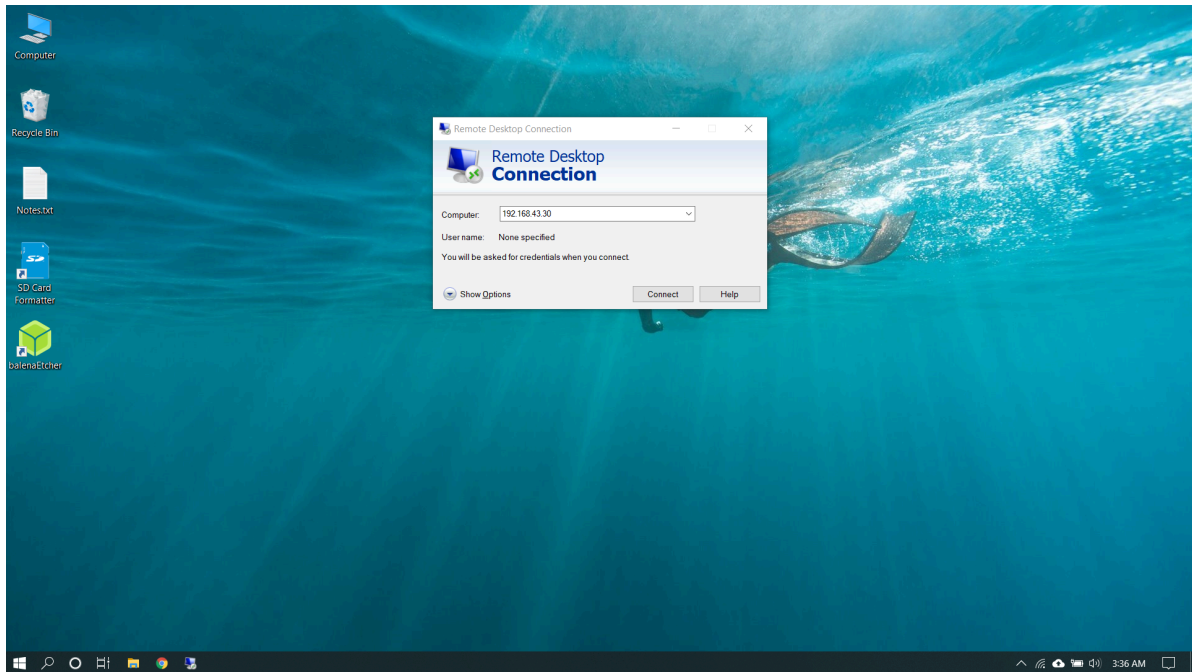 Computer
Recycle Bin
Notes.txt
SD Card
Formatter
balenaEtcher
Remote Desktop Connection
Remote Desktop
Connection
Computer: 192.168.43.30
User name: None specified
You will be asked for credentials when you connect.
Show Options
Connect
Help
3:36 AM